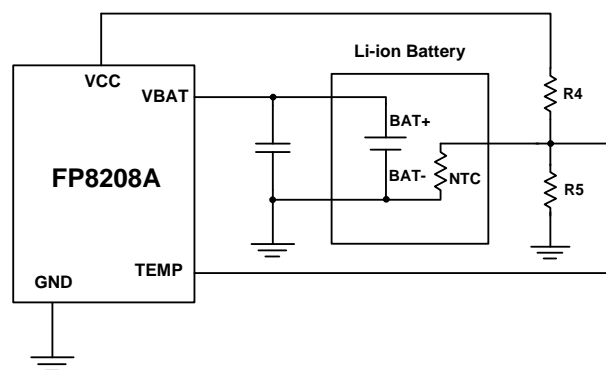 Li-ion Battery
VCC
VBAT
BAT+
R4
FP8208A
BAT-
NTC
R5
TEMP
GND